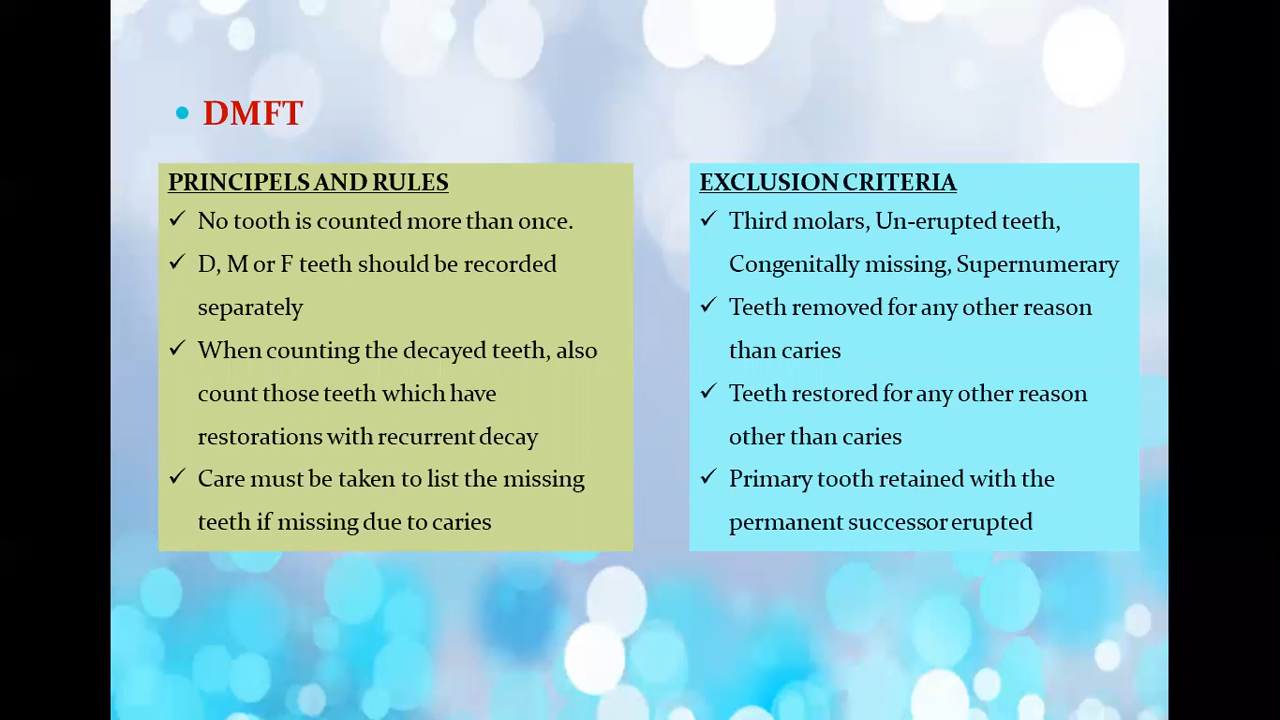 DMFT
PRINCIPELS AND RULES
✓ No tooth is counted more than once.
✓ D, M or F teeth should be recorded
separately
✓ When counting the decayed teeth, also
count those teeth which have
restorations with recurrent decay
✓ Care must be taken to list the missing
teeth if missing due to caries
EXCLUSION CRITERIA
✓ Third molars, Un-erupted teeth,
Congenitally missing, Supernumerary
✓ Teeth removed for any other reason
than caries
✓ Teeth restored for any other reason
other than caries
✓ Primary tooth retained with the
permanent successor erupted